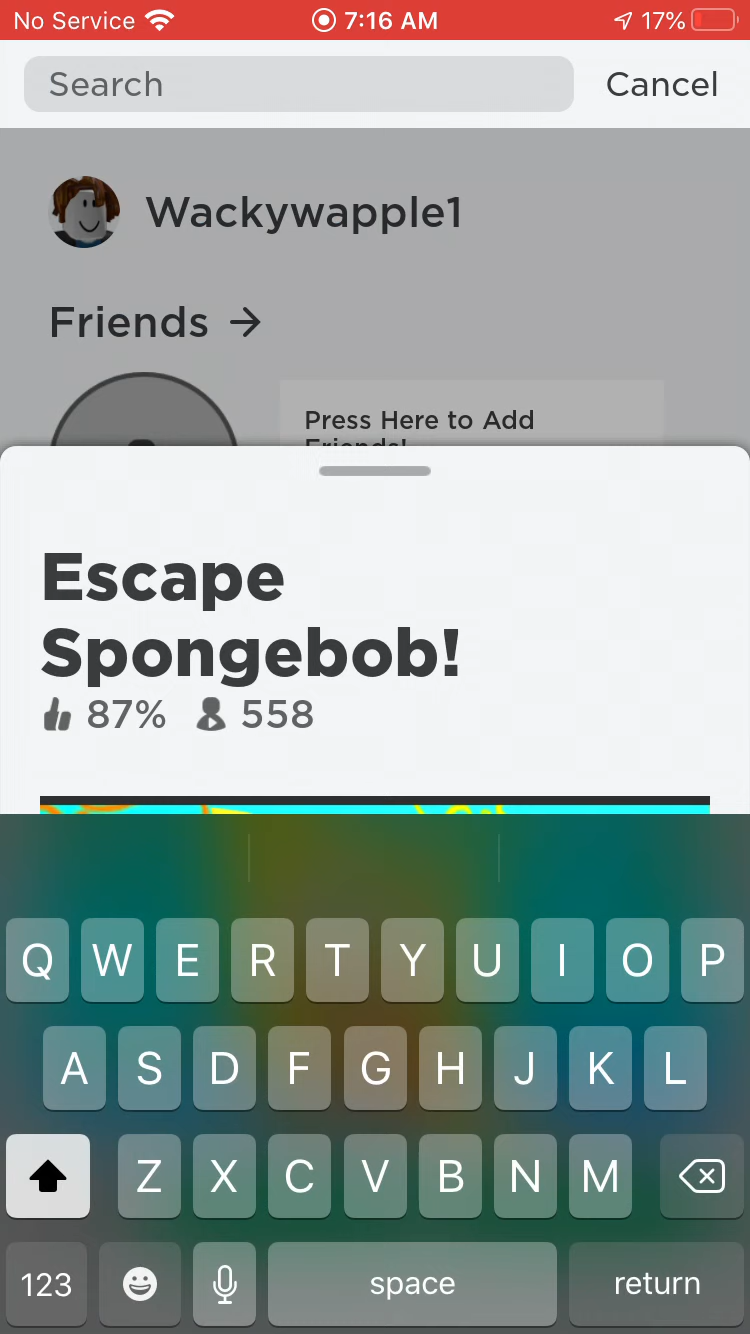 No Service 7:16 AM 17%
Search Cancel
Wackywapple1
Friends →
Press Here to Add
Friends!
Escape
Spongebob!
87% 558
Q W E R T Y U I O P
A S D F G H J K L
Z X C V B N M
123 space return